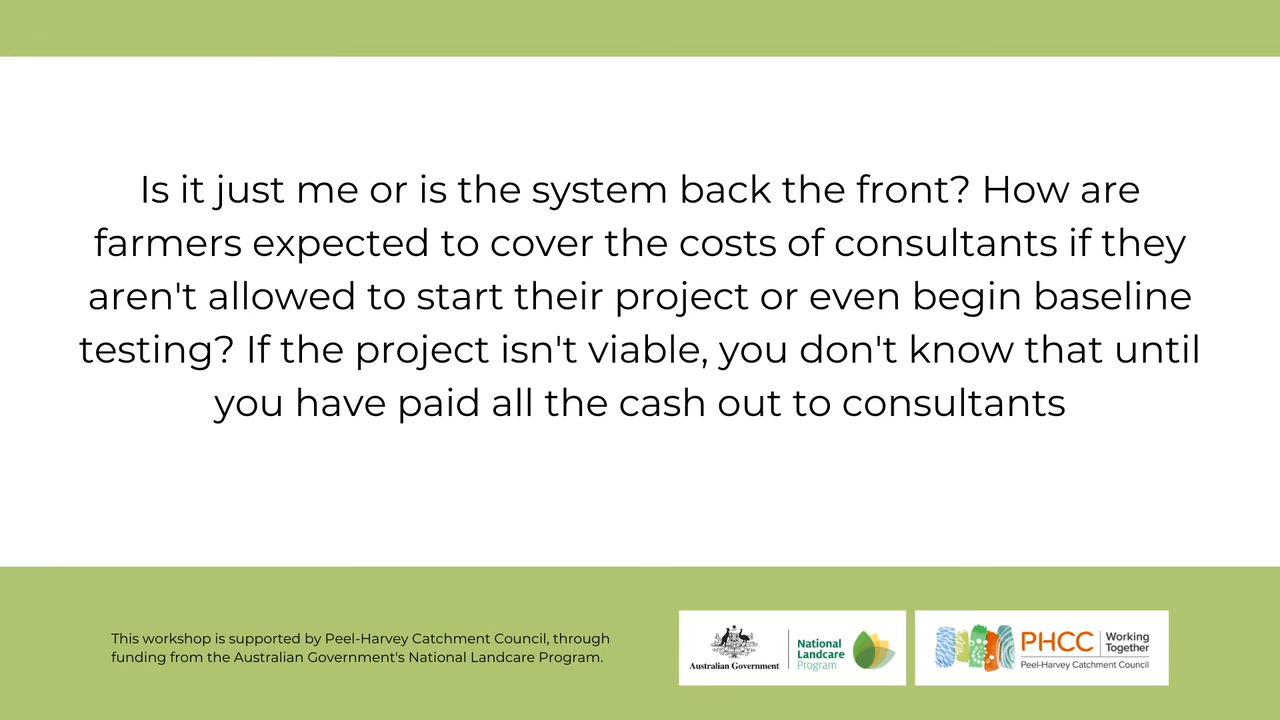 Is it just me or is the system back the front? How are
farmers expected to cover the costs of consultants if they
aren't allowed to start their project or even begin baseline
testing? If the project isn't viable, you don't know that until
you have paid all the cash out to consultants
This workshop is supported by Peel-Harvey Catchment Council, through
funding from the Australian Government's National Landcare Program.
Australian Government
National
Landcare
Program
PHCC
Working
Together
Peel-Harvey Catchment Council